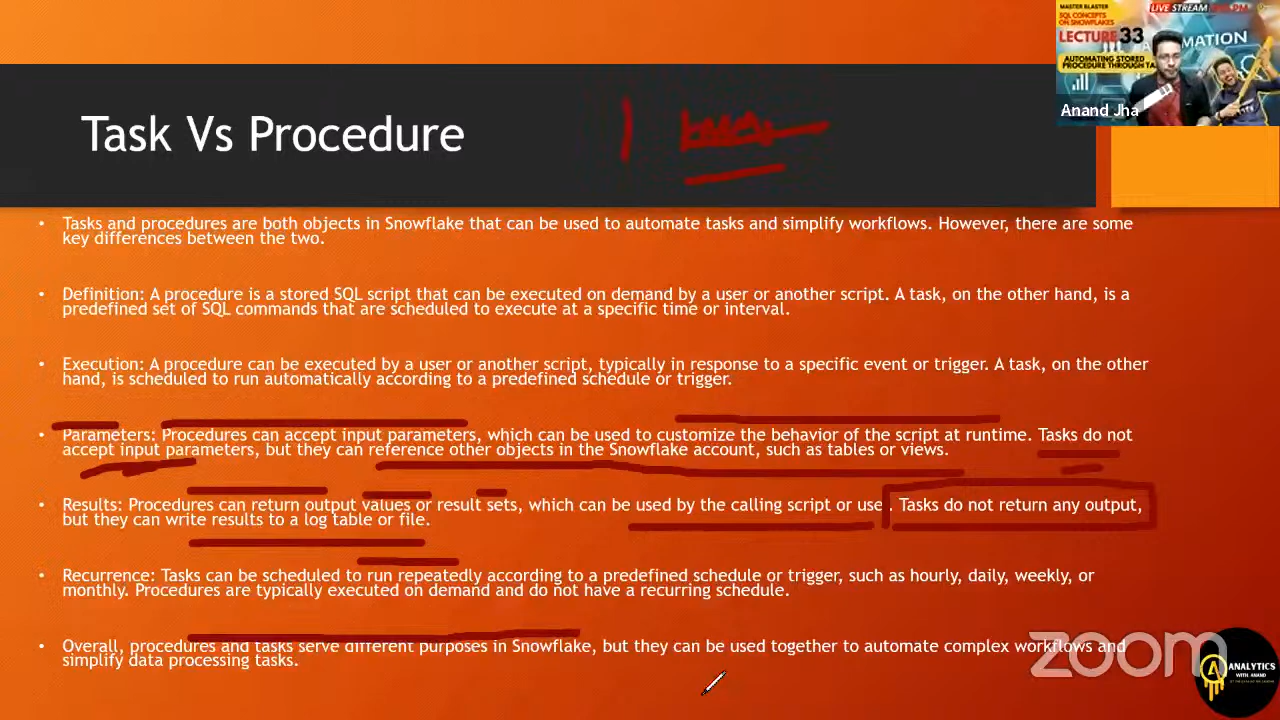 MASTER BLASTER
LIVE STREAM
SQL CONCEPTS
ON SNOWFLAKES
LECTURE 33
AUTOMATING STORED
PROCEDURE THROUGH
Anand Jha
Task Vs Procedure
• Tasks and procedures are both objects in Snowflake that can be used to automate tasks and simplify workflows. However, there are some
key differences between the two.
• Definition: A procedure is a stored SQL script that can be executed on demand by a user or another script. A task, on the other hand, is a
predefined set of SQL commands that are scheduled to execute at a specific time or interval.
• Execution: A procedure can be executed by a user or another script, typically in response to a specific event or trigger. A task, on the other
hand, is scheduled to run automatically according to a predefined schedule or trigger.
• Parameters: Procedures can accept input parameters, which can be used to customize the behavior of the script at runtime. Tasks do not
accept input parameters, but they can reference other objects in the Snowflake account, such as tables or views.
• Results: Procedures can return output values or result sets, which can be used by the calling script or use . Tasks do not return any output,
but they can write results to a log table or file.
• Recurrence: Tasks can be scheduled to run repeatedly according to a predefined schedule or trigger, such as hourly, daily, weekly, or
monthly. Procedures are typically executed on demand and do not have a recurring schedule.
• Overall, procedures and tasks serve different purposes in Snowflake, but they can be used together to automate complex workflows and
simplify data processing tasks.
zoom
ANALYTICS
WITH ANAND